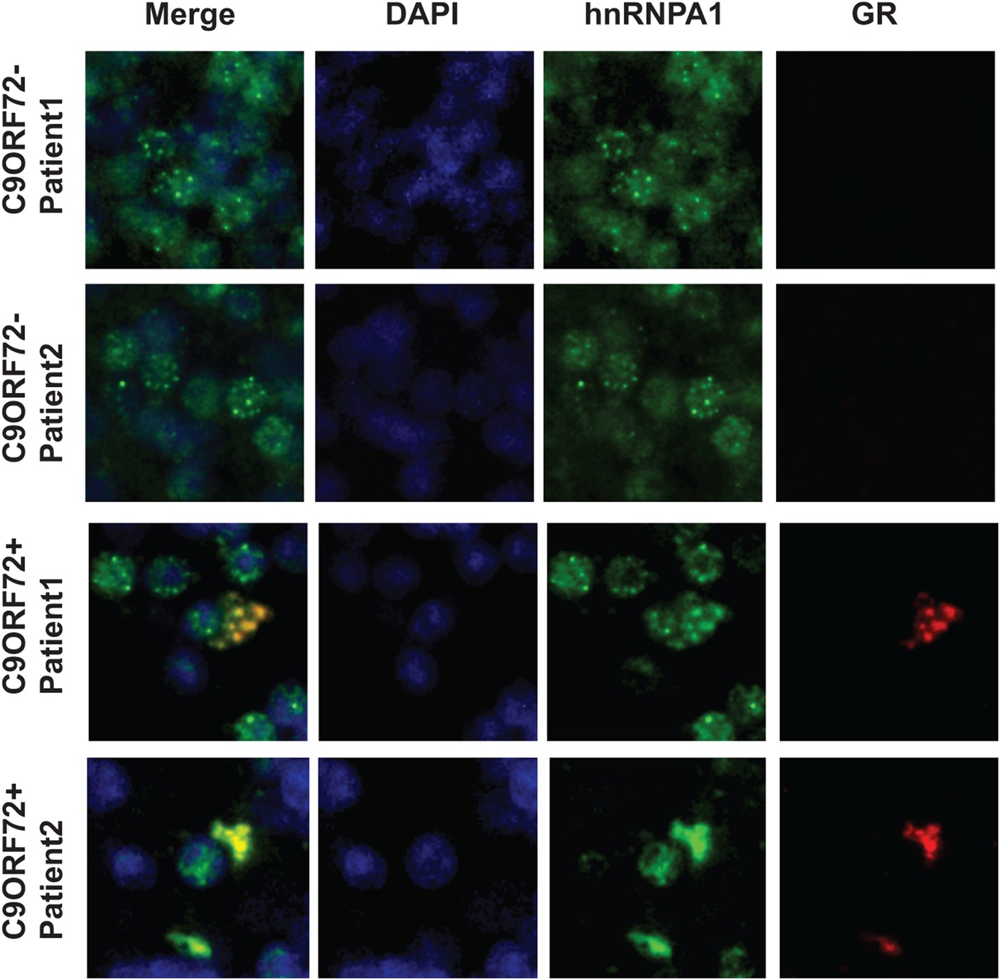 Merge DAPI hnRNPA1 GR
C9ORF72-
Patient1
C9ORF72-
Patient2
C9ORF72+
Patient1
C9ORF72+
Patient2